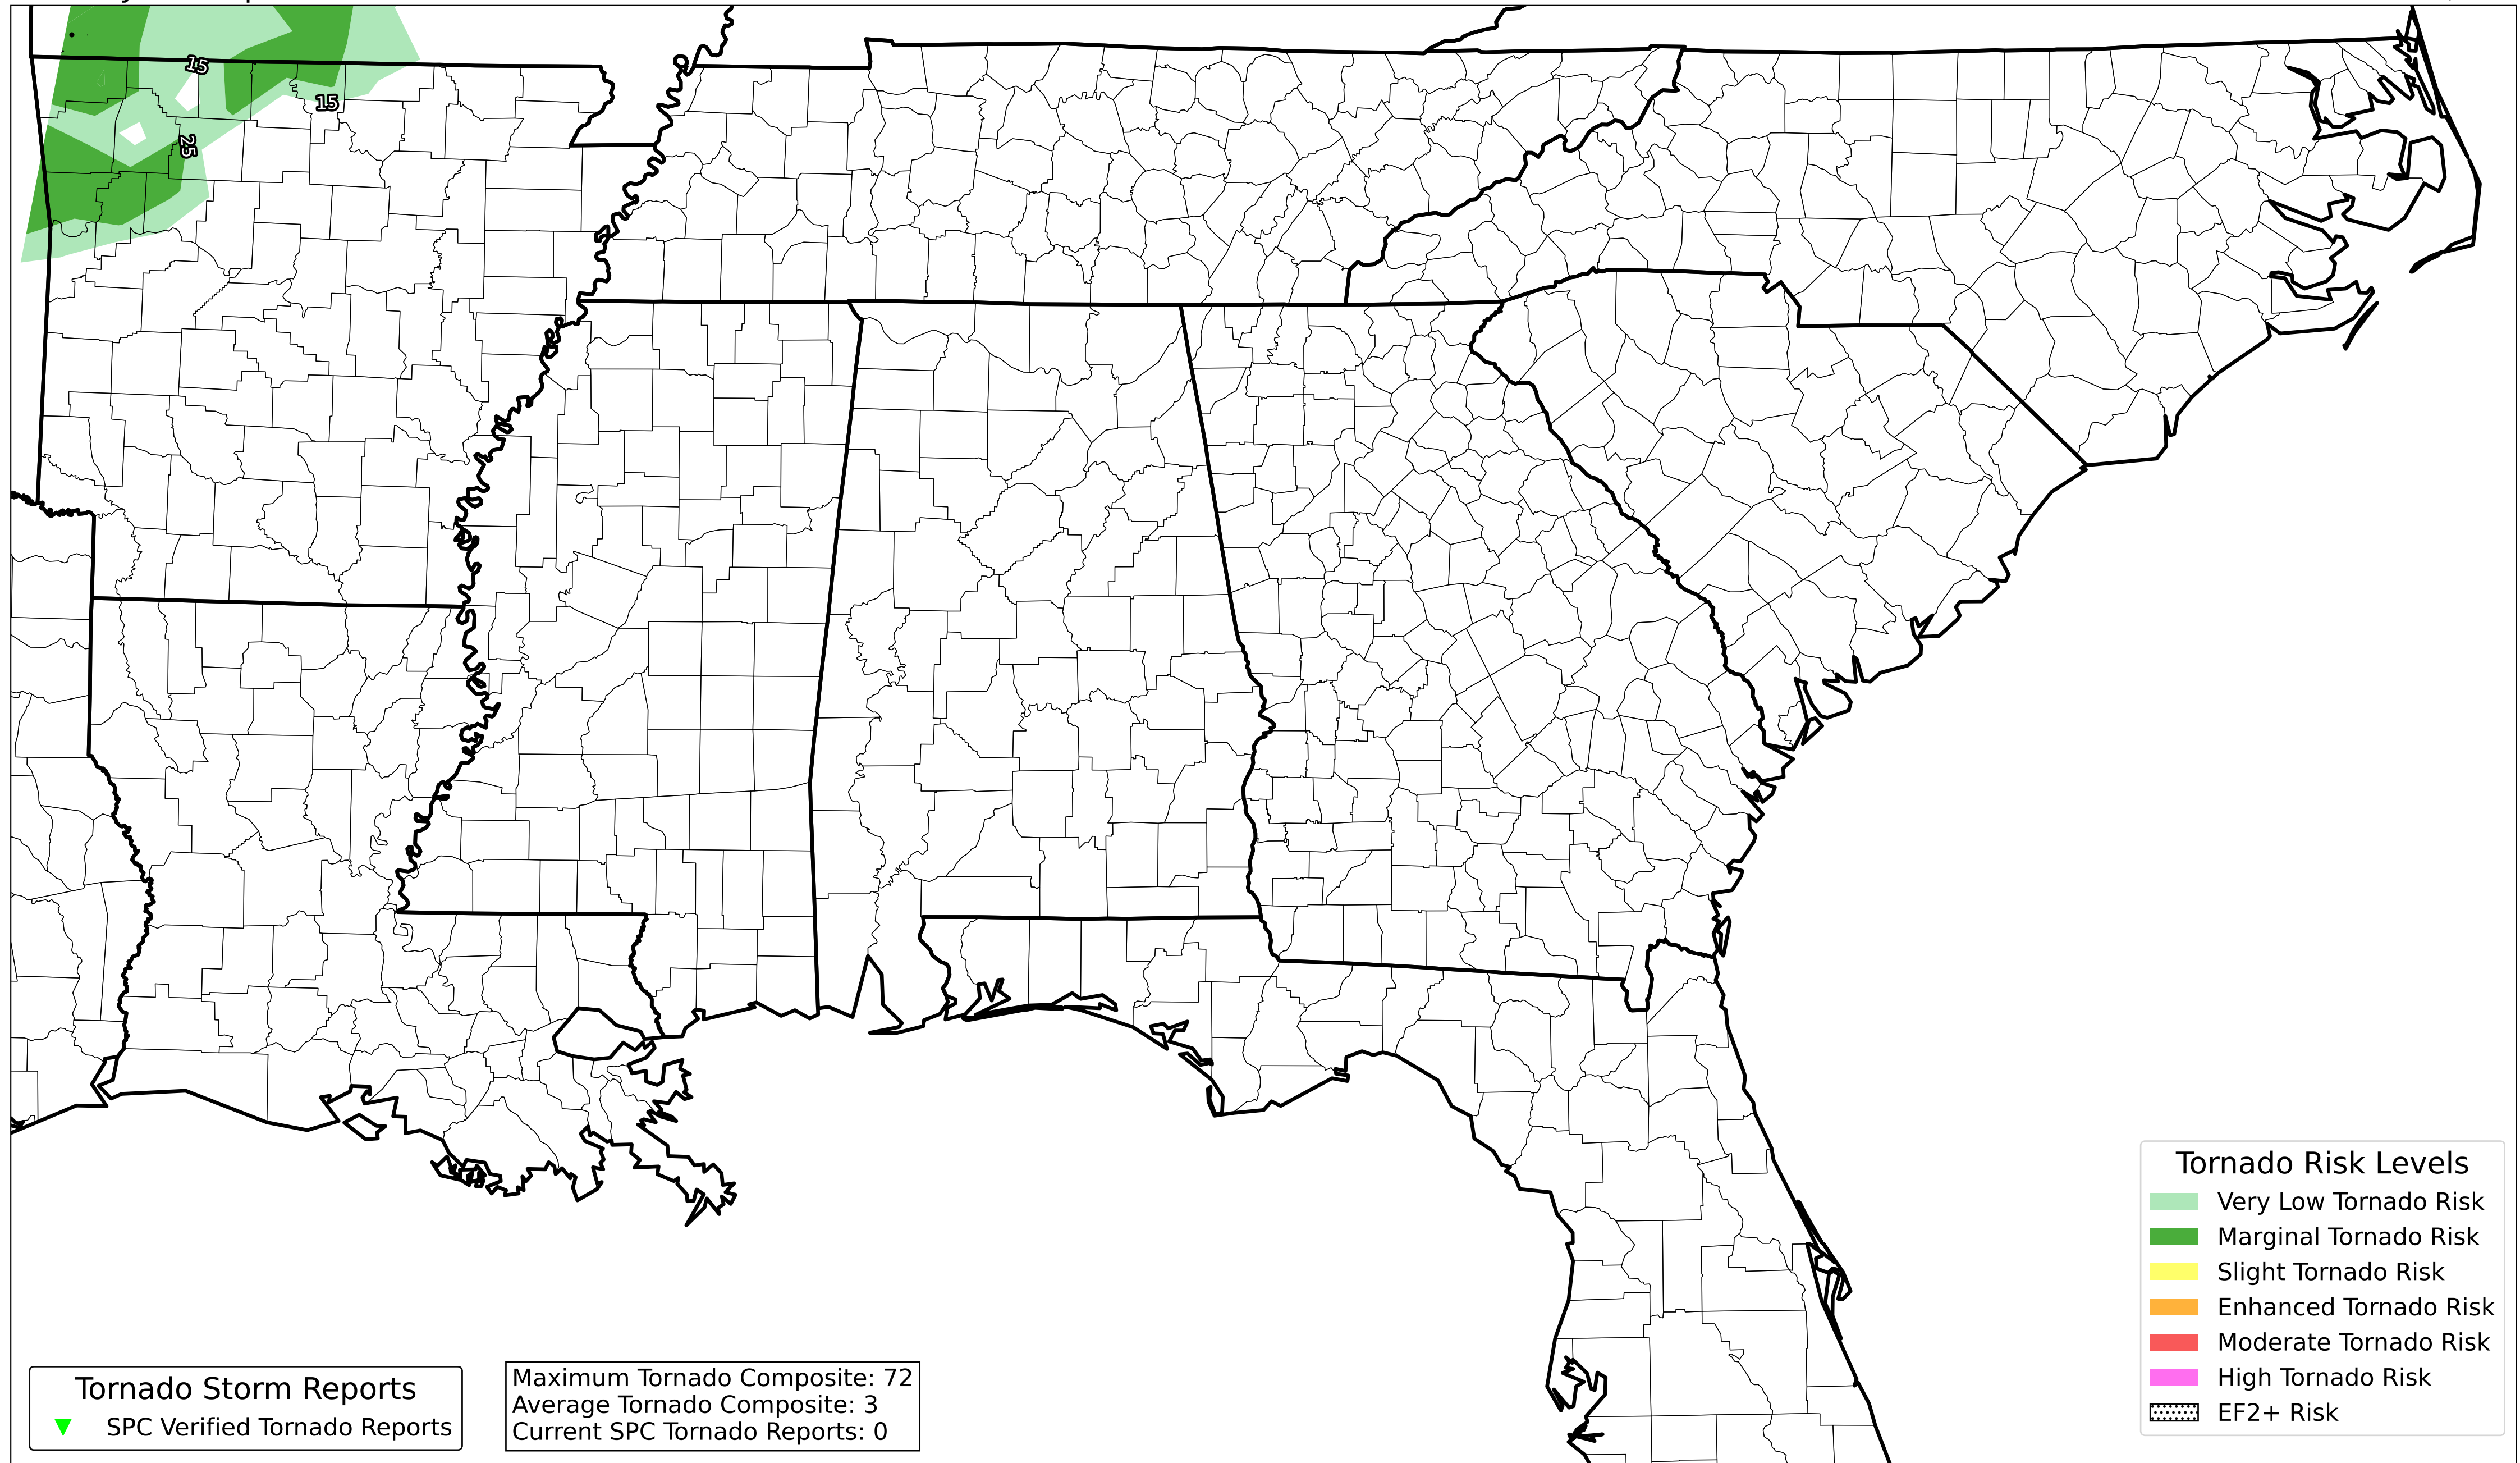 15
15
25
Tornado Risk Levels
Very Low Tornado Risk
Marginal Tornado Risk
Slight Tornado Risk
Enhanced Tornado Risk
Moderate Tornado Risk
High Tornado Risk
EF2+ Risk
Tornado Storm Reports
SPC Verified Tornado Reports
Maximum Tornado Composite: 72
Average Tornado Composite: 3
Current SPC Tornado Reports: 0